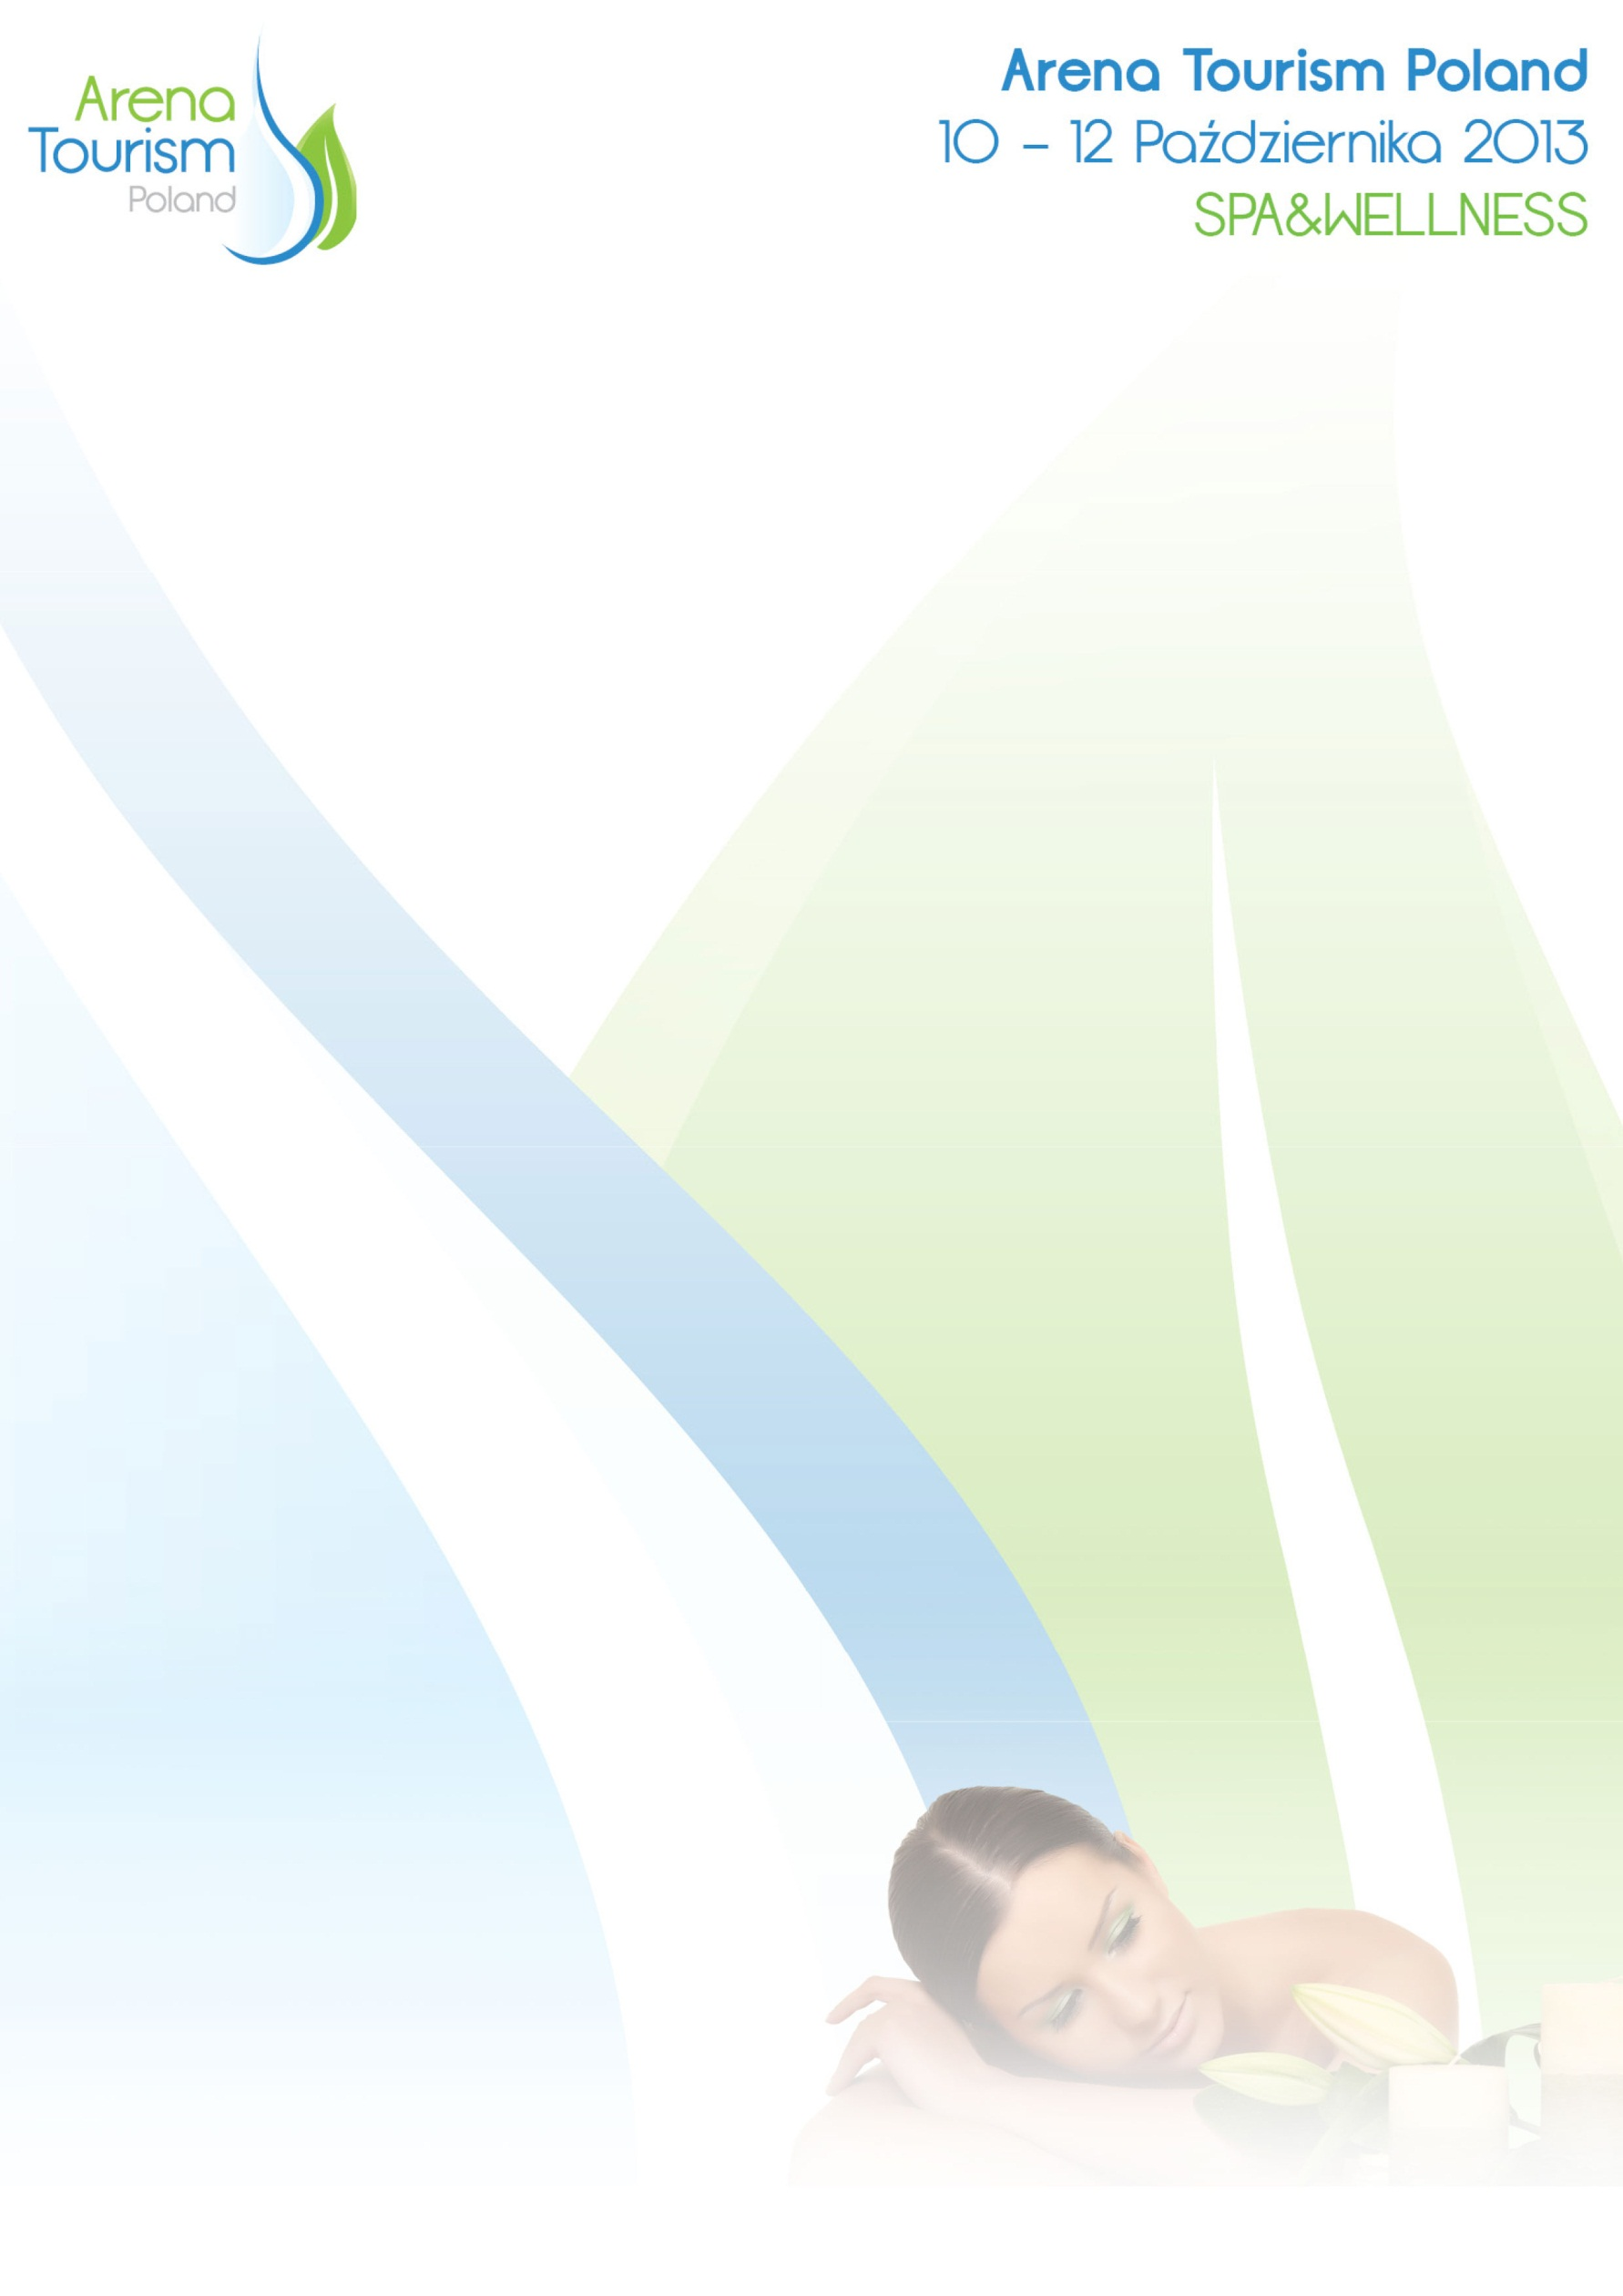 Arena
Tourism
Poland
Arena Tourism Poland
10 – 12 Października 2013
SPA&WELLNESS